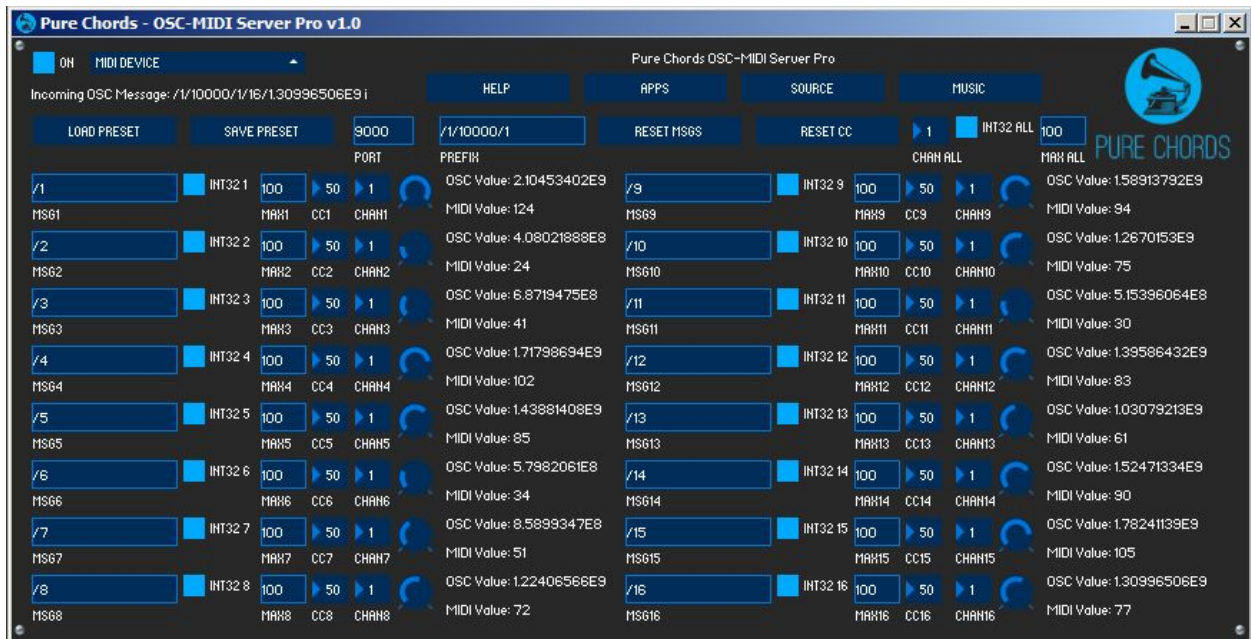 Pure Chords - OSC-MIDI Server Pro v1.0
ON MIDI DEVICE Pure Chords OSC-MIDI Server Pro
Incoming OSC Message: /1/10000/1/16/1.30996506E9 i HELP APPS SOURCE MUSIC
LOAD PRESET SAVE PRESET 9000 /1/10000/1 RESET MSGS RESET CC 1 INT32 ALL 100
PORT PREFIX CHAN ALL MAX ALL
PURE CHORDS
/1 INT32 1 100 50 1 OSC Value: 2.10453402E9
MSG1 MAX1 CC1 CHAN1 MIDI Value: 124
/2 INT32 2 100 50 1 OSC Value: 4.08021888E8
MSG2 MAX2 CC2 CHAN2 MIDI Value: 24
/3 INT32 3 100 50 1 OSC Value: 6.8719475E8
MSG3 MAX3 CC3 CHAN3 MIDI Value: 41
/4 INT32 4 100 50 1 OSC Value: 1.71798694E9
MSG4 MAX4 CC4 CHAN4 MIDI Value: 102
/5 INT32 5 100 50 1 OSC Value: 1.43881408E9
MSG5 MAX5 CC5 CHAN5 MIDI Value: 85
/6 INT32 6 100 50 1 OSC Value: 5.7982061E8
MSG6 MAX6 CC6 CHAN6 MIDI Value: 34
/7 INT32 7 100 50 1 OSC Value: 8.5899347E8
MSG7 MAX7 CC7 CHAN7 MIDI Value: 51
/8 INT32 8 100 50 1 OSC Value: 1.22406566E9
MSG8 MAX8 CC8 CHAN8 MIDI Value: 72
/9 INT32 9 100 50 1 OSC Value: 1.58913792E9
MSG9 MAX9 CC9 CHAN9 MIDI Value: 94
/10 INT32 10 100 50 1 OSC Value: 1.2670153E9
MSG10 MAX10 CC10 CHAN10 MIDI Value: 75
/11 INT32 11 100 50 1 OSC Value: 5.15396064E8
MSG11 MAX11 CC11 CHAN11 MIDI Value: 30
/12 INT32 12 100 50 1 OSC Value: 1.39586432E9
MSG12 MAX12 CC12 CHAN12 MIDI Value: 83
/13 INT32 13 100 50 1 OSC Value: 1.03079213E9
MSG13 MAX13 CC13 CHAN13 MIDI Value: 61
/14 INT32 14 100 50 1 OSC Value: 1.52471334E9
MSG14 MAX14 CC14 CHAN14 MIDI Value: 90
/15 INT32 15 100 50 1 OSC Value: 1.78241139E9
MSG15 MAX15 CC15 CHAN15 MIDI Value: 105
/16 INT32 16 100 50 1 OSC Value: 1.30996506E9
MSG16 MAX16 CC16 CHAN16 MIDI Value: 77